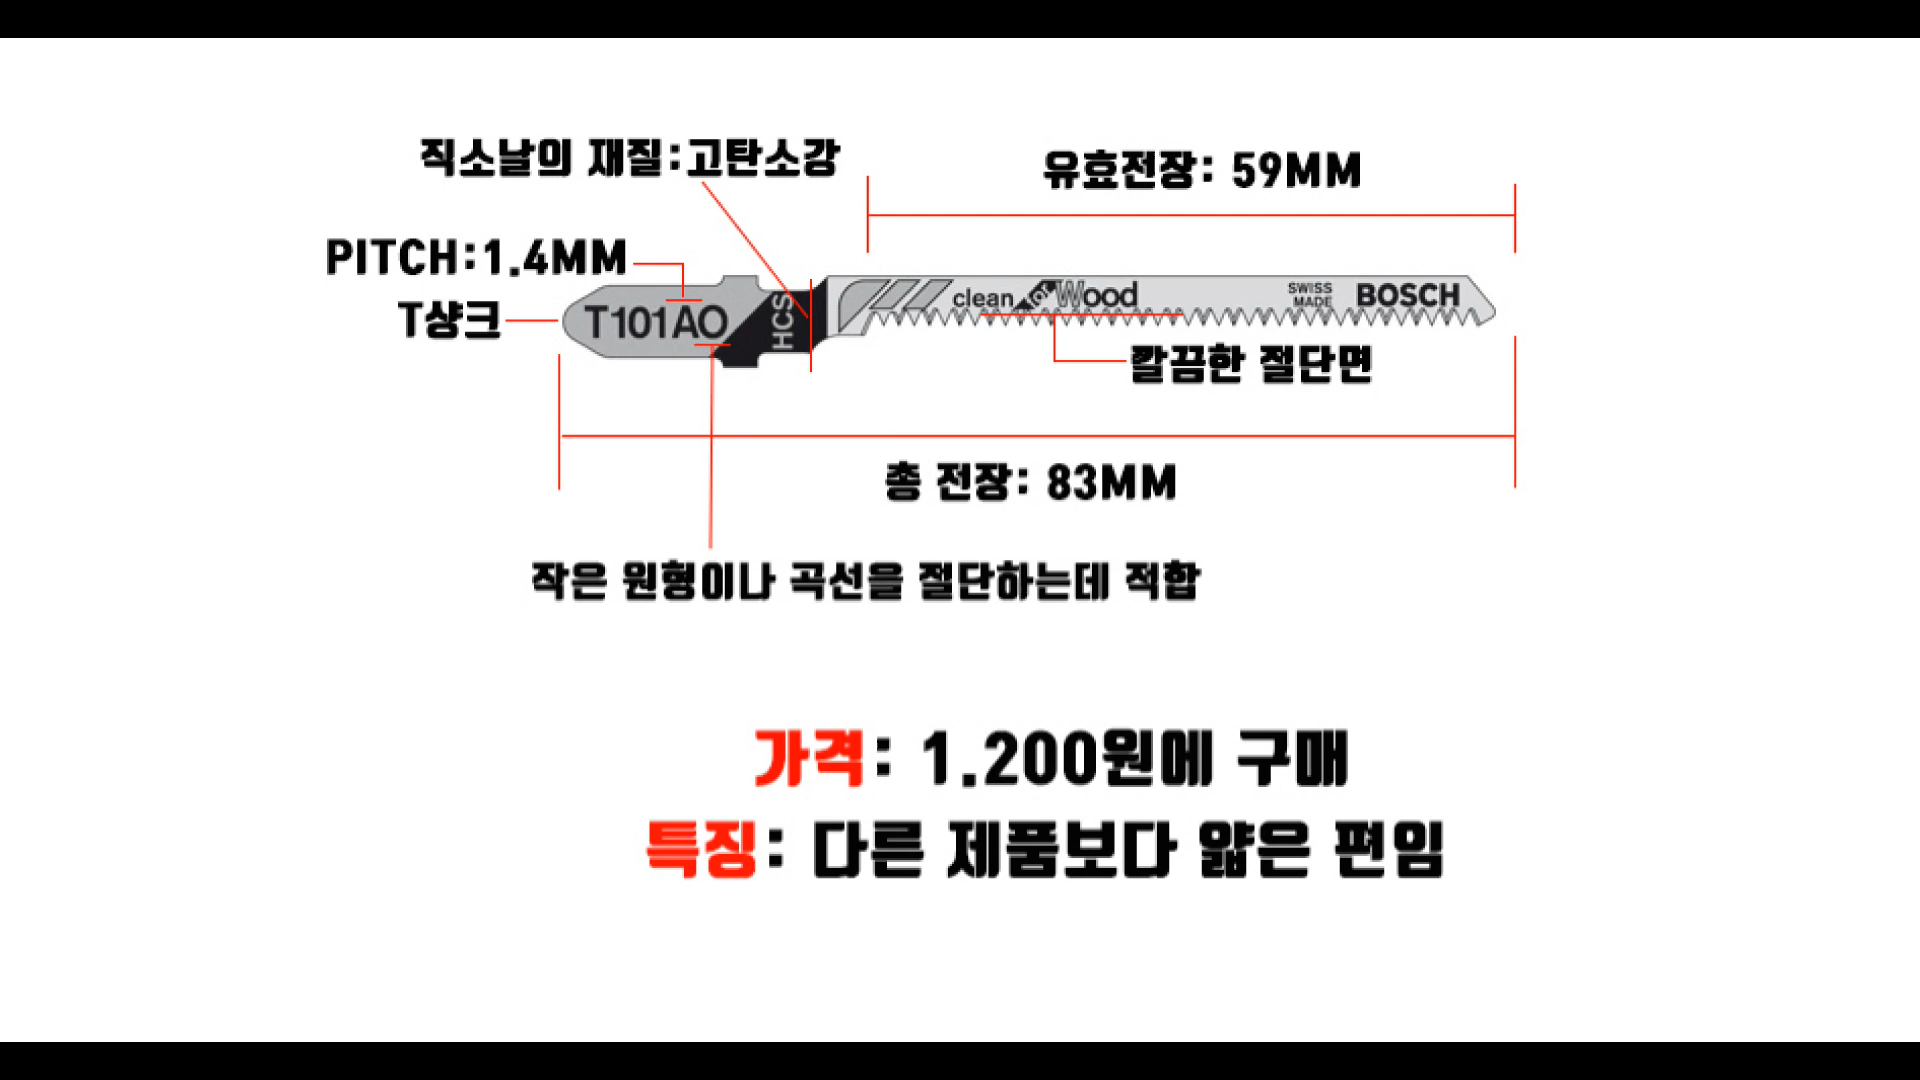 직소날의 재질:고탄소강
유효전장: 59MM
PITCH:1.4MM
T샹크
T101AO
HCS
clean for Wood
SWISS
MADE
BOSCH
깔끔한 절단면
총 전장: 83MM
작은 원형이나 곡선을 절단하는데 적합
가격: 1.200원에 구매
특징: 다른 제품보다 얇은 편임